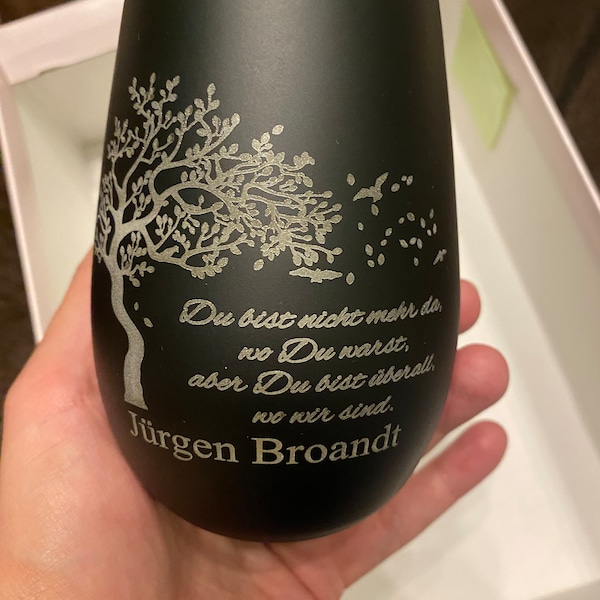 Du bist nicht mehr da,
wo Du warst,
aber Du bist überall,
wo wir sind.
Jürgen Broandt